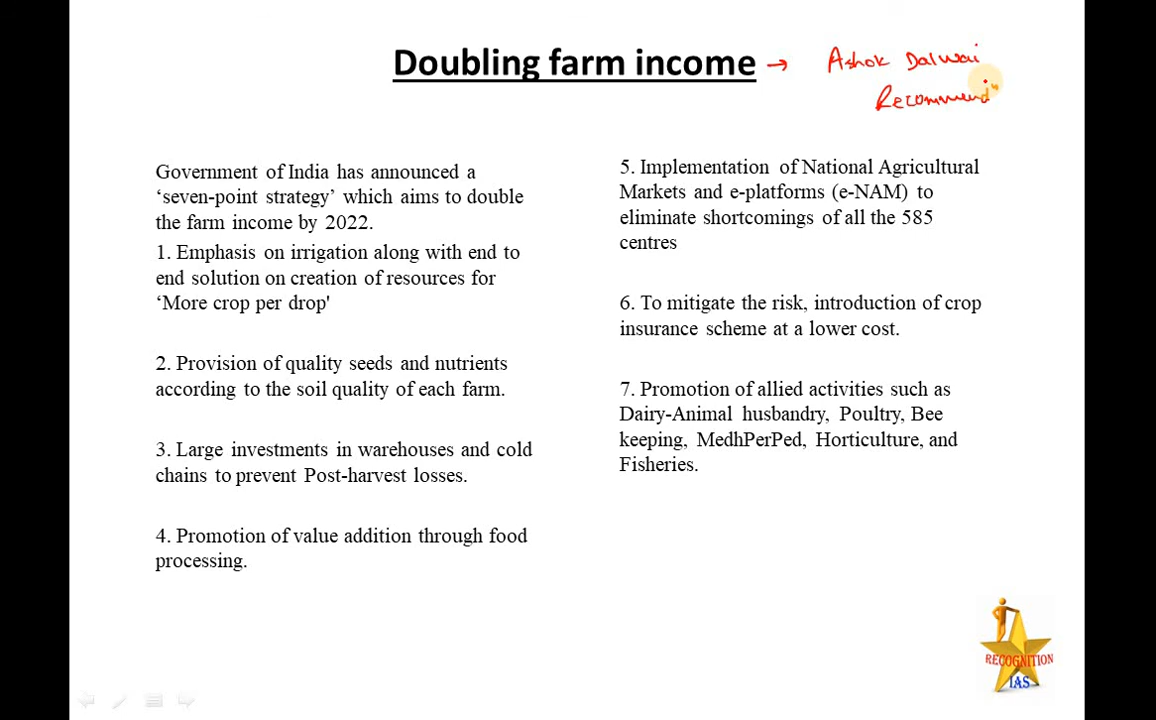 Doubling farm income → Ashok Dalwai
Recommendⁿ
Government of India has announced a
‘seven-point strategy’ which aims to double
the farm income by 2022.
1. Emphasis on irrigation along with end to
end solution on creation of resources for
‘More crop per drop'
2. Provision of quality seeds and nutrients
according to the soil quality of each farm.
3. Large investments in warehouses and cold
chains to prevent Post-harvest losses.
4. Promotion of value addition through food
processing.
5. Implementation of National Agricultural
Markets and e-platforms (e-NAM) to
eliminate shortcomings of all the 585
centres
6. To mitigate the risk, introduction of crop
insurance scheme at a lower cost.
7. Promotion of allied activities such as
Dairy-Animal husbandry, Poultry, Bee
keeping, MedhPerPed, Horticulture, and
Fisheries.
RECOGNITION
IAS